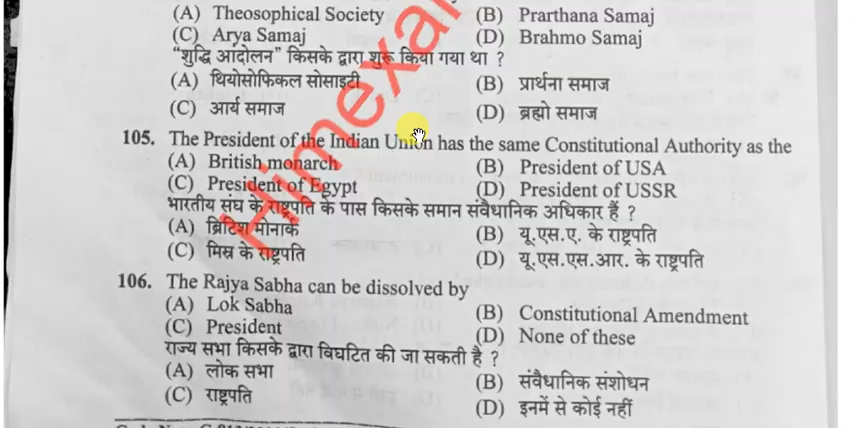 (A) Theosophical Society (B) Prarthana Samaj
(C) Arya Samaj (D) Brahmo Samaj
“शुद्धि आंदोलन” किसके द्वारा शुरू किया गया था ?
(A) थियोसोफिकल सोसाइटी (B) प्रार्थना समाज
(C) आर्य समाज (D) ब्रह्मो समाज
105. The President of the Indian Union has the same Constitutional Authority as the
(A) British monarch (B) President of USA
(C) President of Egypt (D) President of USSR
भारतीय संघ के राष्ट्रपति के पास किसके समान संवैधानिक अधिकार हैं ?
(A) ब्रिटिश मोनार्क (B) यू.एस.ए. के राष्ट्रपति
(C) मिस्र के राष्ट्रपति (D) यू.एस.एस.आर. के राष्ट्रपति
106. The Rajya Sabha can be dissolved by
(A) Lok Sabha (B) Constitutional Amendment
(C) President (D) None of these
राज्य सभा किसके द्वारा विघटित की जा सकती है ?
(A) लोक सभा (B) संवैधानिक संशोधन
(C) राष्ट्रपति (D) इनमें से कोई नहीं
Himexam